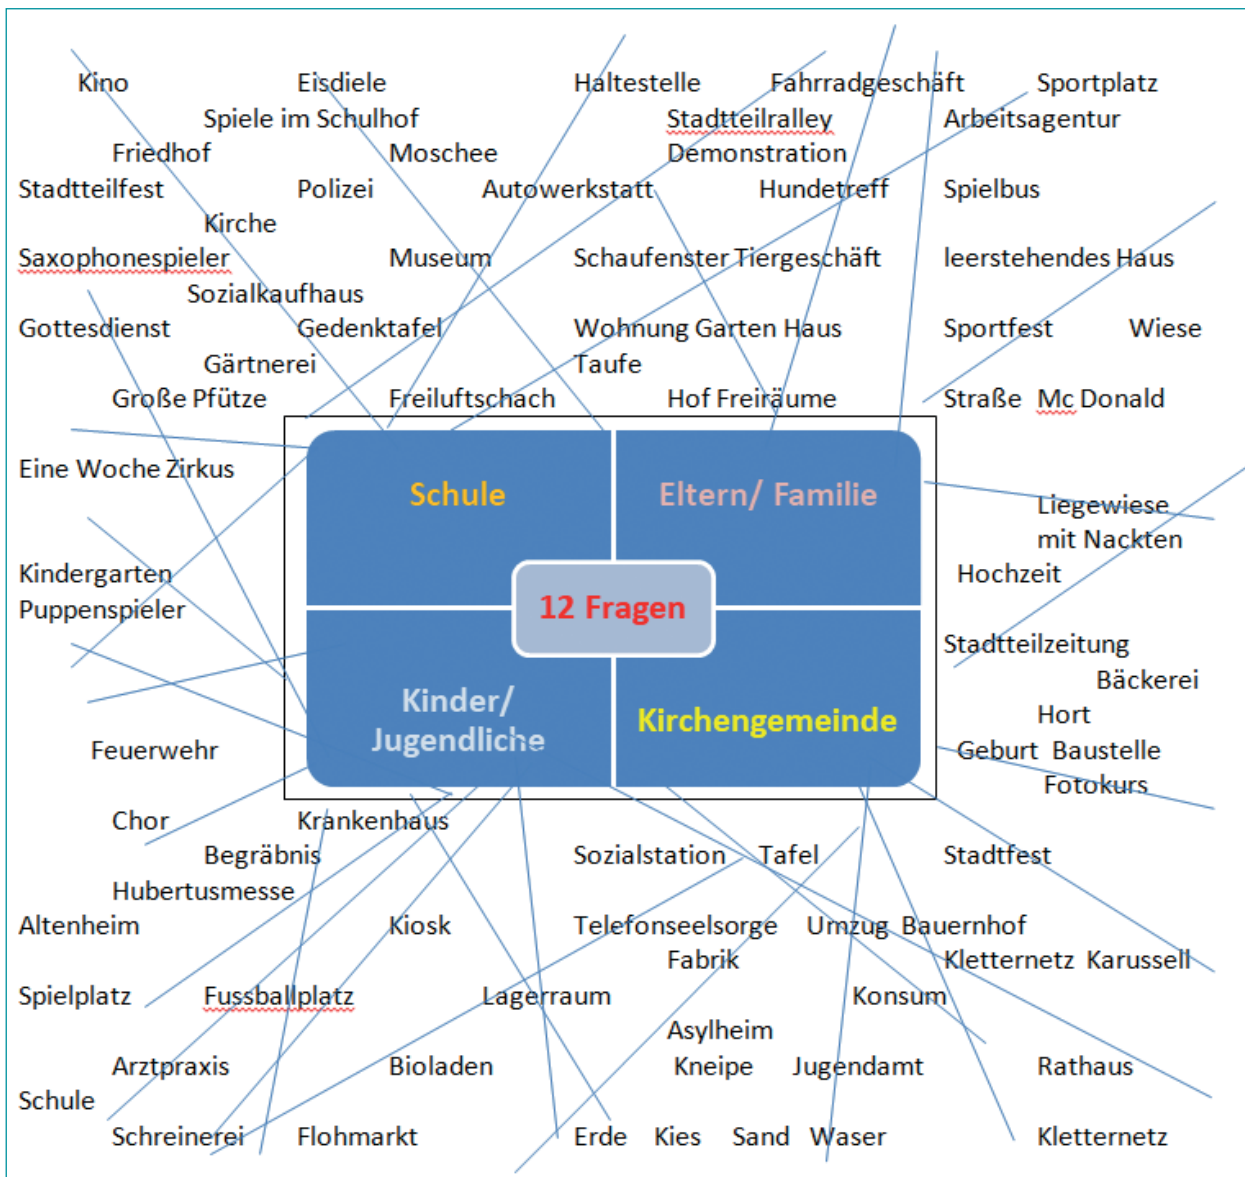 Kino Eisdiele Haltestelle Fahrradgeschäft Sportplatz
Spiele im Schulhof Stadtteilralley Arbeitsagentur
Friedhof Moschee Demonstration
Stadtteilfest Polizei Autowerkstatt Hundetreff Spielbus
Kirche
Saxophonespieler Museum Schaufenster Tiergeschäft leerstehendes Haus
Sozialkaufhaus
Gottesdienst Gedenktafel Wohnung Garten Haus Sportfest Wiese
Gärtnerei Taufe
Große Pfütze Freiluftschach Hof Freiräume Straße Mc Donald
Eine Woche Zirkus
Schule Eltern/ Familie
Liegewiese
mit Nackten
Kindergarten Hochzeit
Puppenspieler 12 Fragen
Stadtteilzeitung
Bäckerei
Kinder/
Jugendliche Kirchengemeinde
Hort
Feuerwehr Geburt Baustelle
Fotokurs
Chor Krankenhaus
Begräbnis Sozialstation Tafel Stadtfest
Hubertusmesse
Altenheim Kiosk Telefonseelsorge Umzug Bauernhof
Fabrik Kletternetz Karussell
Spielplatz Fussballplatz Lagerraum Konsum
Asylheim
Arztpraxis Bioladen Kneipe Jugendamt Rathaus
Schule
Schreinerei Flohmarkt Erde Kies Sand Waser Kletternetz